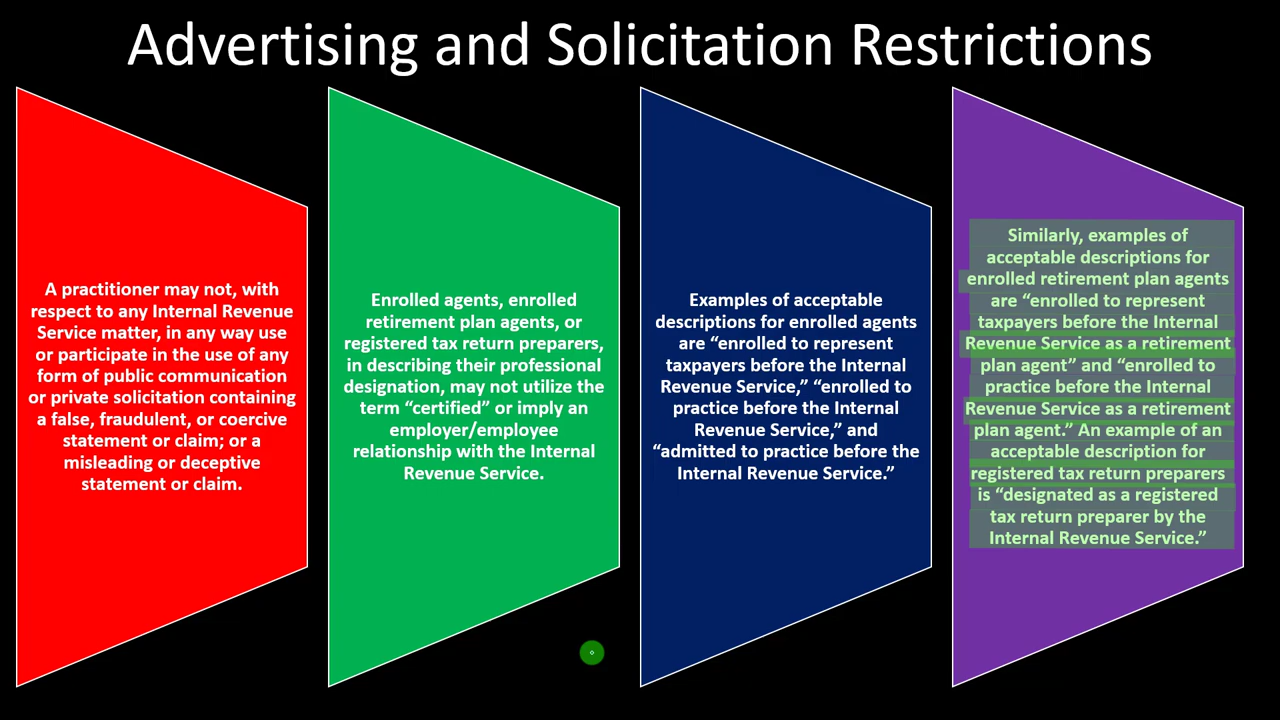 Advertising and Solicitation Restrictions
A practitioner may not, with
respect to any Internal Revenue
Service matter, in any way use
or participate in the use of any
form of public communication
or private solicitation containing
a false, fraudulent, or coercive
statement or claim; or a
misleading or deceptive
statement or claim.
Enrolled agents, enrolled
retirement plan agents, or
registered tax return preparers,
in describing their professional
designation, may not utilize the
term “certified” or imply an
employer/employee
relationship with the Internal
Revenue Service.
Examples of acceptable
descriptions for enrolled agents
are “enrolled to represent
taxpayers before the Internal
Revenue Service,” “enrolled to
practice before the Internal
Revenue Service,” and
“admitted to practice before the
Internal Revenue Service.”
Similarly, examples of
acceptable descriptions for
enrolled retirement plan agents
are “enrolled to represent
taxpayers before the Internal
Revenue Service as a retirement
plan agent” and “enrolled to
practice before the Internal
Revenue Service as a retirement
plan agent.” An example of an
acceptable description for
registered tax return preparers
is “designated as a registered
tax return preparer by the
Internal Revenue Service.”